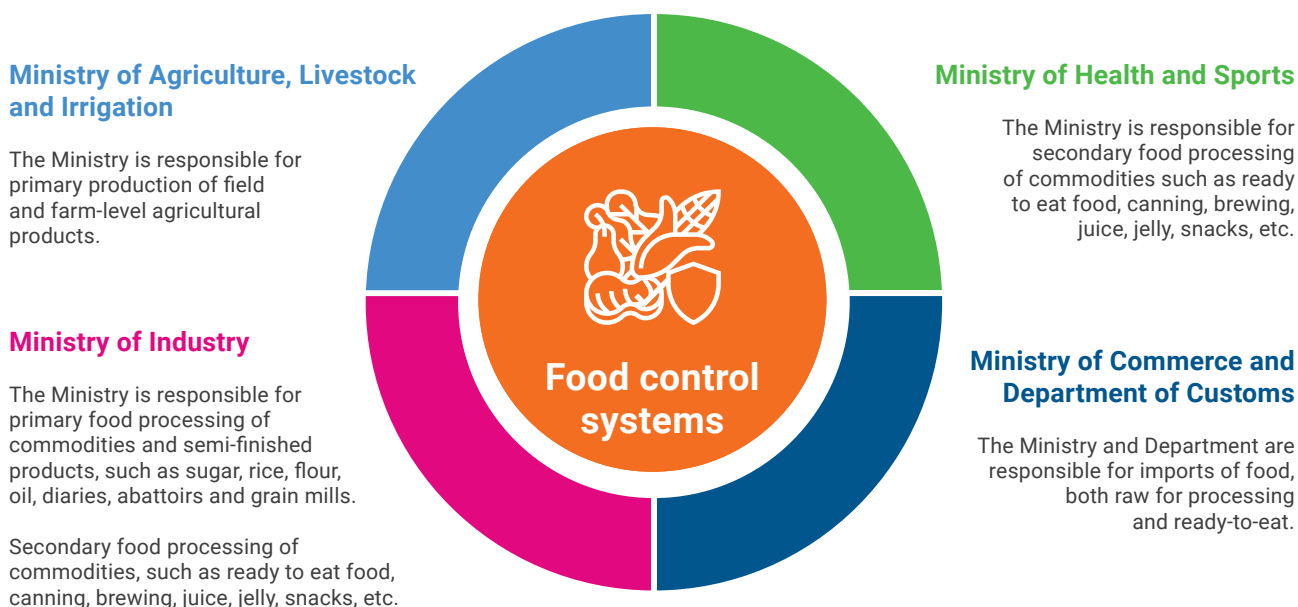 Ministry of Agriculture, Livestock
and Irrigation
The Ministry is responsible for
primary production of field
and farm-level agricultural
products.
Ministry of Industry
The Ministry is responsible for
primary food processing of
commodities and semi-finished
products, such as sugar, rice, flour,
oil, diaries, abattoirs and grain mills.
Secondary food processing of
commodities, such as ready to eat food,
canning, brewing, juice, jelly, snacks, etc.
Food control
systems
Ministry of Health and Sports
The Ministry is responsible for
secondary food processing
of commodities such as ready
to eat food, canning, brewing,
juice, jelly, snacks, etc.
Ministry of Commerce and
Department of Customs
The Ministry and Department are
responsible for imports of food,
both raw for processing
and ready-to-eat.